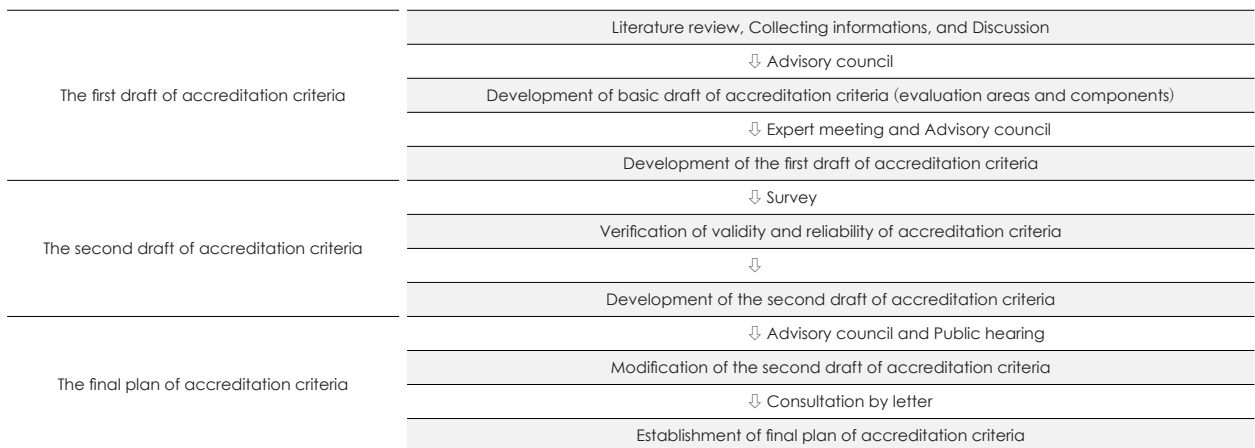 Literature review, Collecting informations, and Discussion
⇩ Advisory council
The first draft of accreditation criteria
Development of basic draft of accreditation criteria (evaluation areas and components)
⇩ Expert meeting and Advisory council
Development of the first draft of accreditation criteria
⇩ Survey
Verification of validity and reliability of accreditation criteria
The second draft of accreditation criteria
⇩
Development of the second draft of accreditation criteria
⇩ Advisory council and Public hearing
Modification of the second draft of accreditation criteria
The final plan of accreditation criteria
⇩ Consultation by letter
Establishment of final plan of accreditation criteria